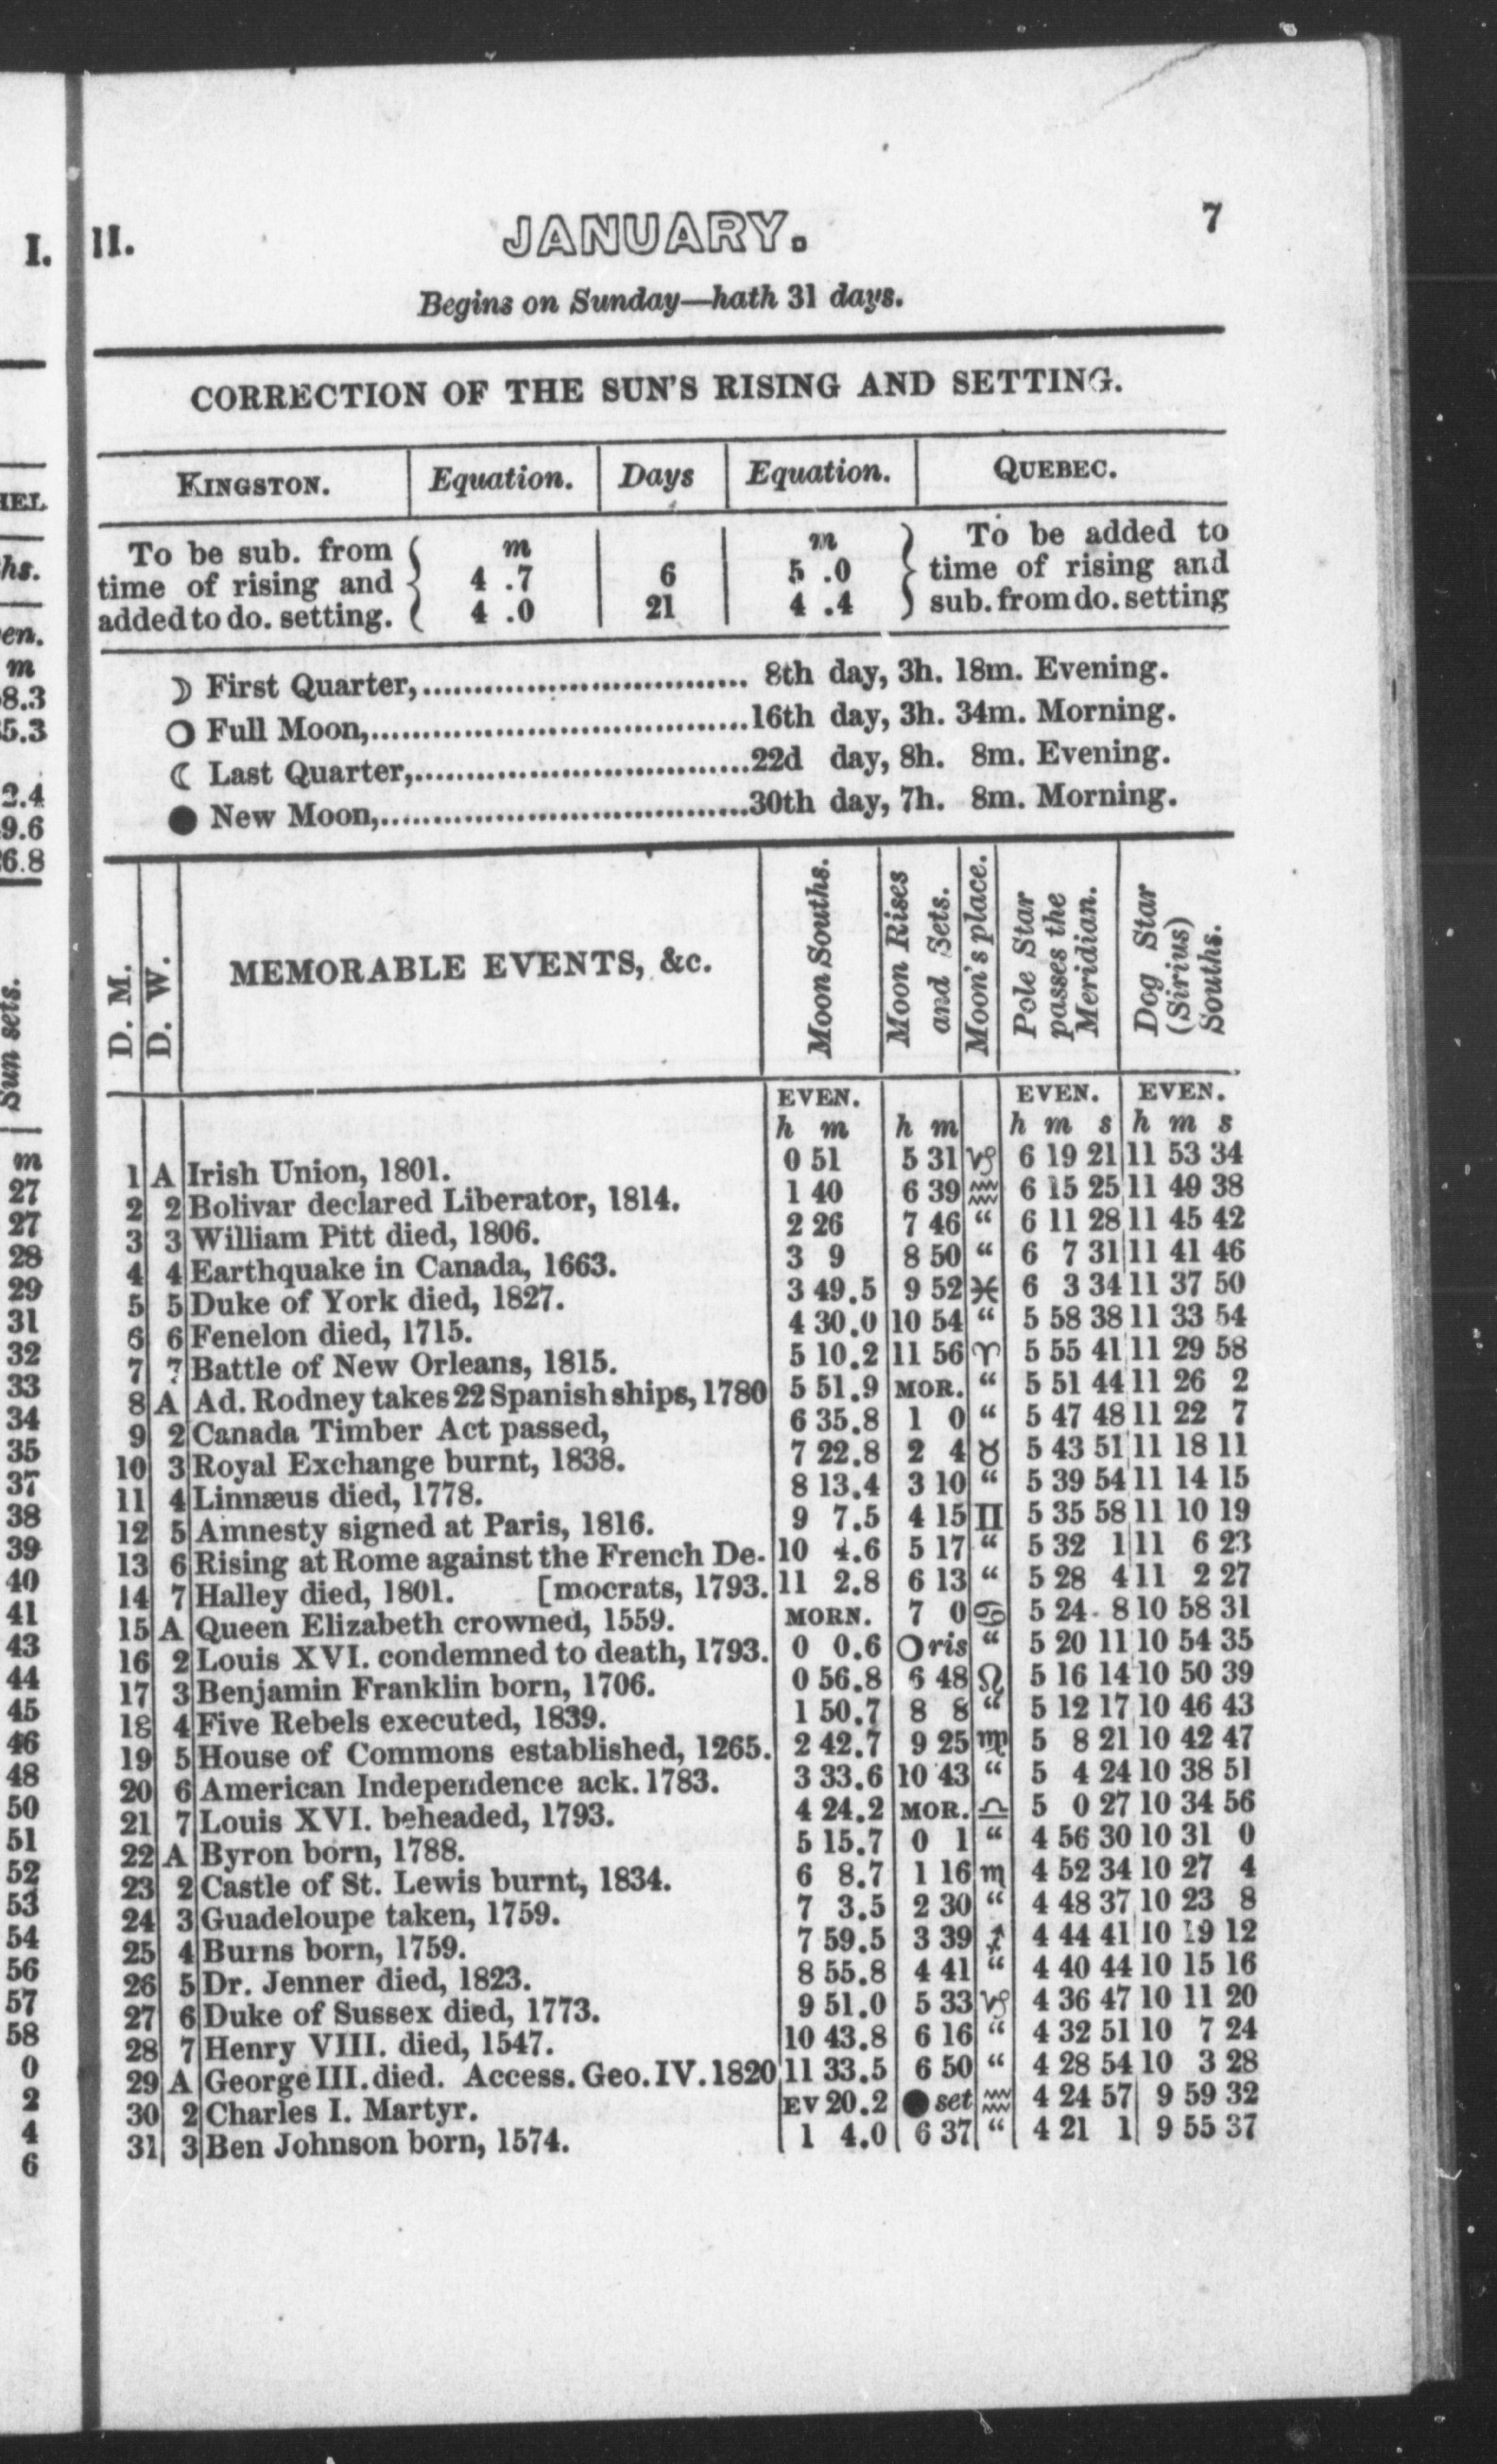 I.
II.
JANUARY.
7
Begins on Sunday—hath 31 days.
CORRECTION OF THE SUN'S RISING AND SETTING.
KINGSTON. Equation. Days Equation. QUEBEC.
To be sub. from m m To be added to
time of rising and 4 .7 6 5 .0 time of rising and
added to do. setting. 4 .0 21 4 .4 sub. from do. setting
☽ First Quarter,................................ 8th day, 3h. 18m. Evening.
○ Full Moon,.....................................16th day, 3h. 34m. Morning.
☾ Last Quarter,.................................22d day, 8h. 8m. Evening.
● New Moon,....................................30th day, 7h. 8m. Morning.
D. M. D. W. MEMORABLE EVENTS, &c. Moon Souths. Moon Rises and Sets. Moon's place. Pole Star passes the Meridian. Dog Star (Sirius) Souths.
EVEN. EVEN. EVEN.
h m h m h m s h m s
1 A Irish Union, 1801. 0 51 5 31 ♑ 6 19 21 11 53 34
2 2 Bolivar declared Liberator, 1814. 1 40 6 39 ♒ 6 15 25 11 49 38
3 3 William Pitt died, 1806. 2 26 7 46 “ 6 11 28 11 45 42
4 4 Earthquake in Canada, 1663. 3 9 8 50 “ 6 7 31 11 41 46
5 5 Duke of York died, 1827. 3 49.5 9 52 ♓ 6 3 34 11 37 50
6 6 Fenelon died, 1715. 4 30.0 10 54 “ 5 58 38 11 33 54
7 7 Battle of New Orleans, 1815. 5 10.2 11 56 ♈ 5 55 41 11 29 58
8 A Ad. Rodney takes 22 Spanish ships, 1780 5 51.9 MOR. “ 5 51 44 11 26 2
9 2 Canada Timber Act passed, 6 35.8 1 0 “ 5 47 48 11 22 7
10 3 Royal Exchange burnt, 1838. 7 22.8 2 4 ♉ 5 43 51 11 18 11
11 4 Linnæus died, 1778. 8 13.4 3 10 “ 5 39 54 11 14 15
12 5 Amnesty signed at Paris, 1816. 9 7.5 4 15 ♊ 5 35 58 11 10 19
13 6 Rising at Rome against the French De- 10 4.6 5 17 “ 5 32 1 11 6 23
14 7 Halley died, 1801. [mocrats, 1793. 11 2.8 6 13 “ 5 28 4 11 2 27
15 A Queen Elizabeth crowned, 1559. MORN. 7 0 ♋ 5 24 8 10 58 31
16 2 Louis XVI. condemned to death, 1793. 0 0.6 ○ ris “ 5 20 11 10 54 35
17 3 Benjamin Franklin born, 1706. 0 56.8 6 48 ♌ 5 16 14 10 50 39
18 4 Five Rebels executed, 1839. 1 50.7 8 8 “ 5 12 17 10 46 43
19 5 House of Commons established, 1265. 2 42.7 9 25 ♍ 5 8 21 10 42 47
20 6 American Independence ack. 1783. 3 33.6 10 43 “ 5 4 24 10 38 51
21 7 Louis XVI. beheaded, 1793. 4 24.2 MOR. ♎ 5 0 27 10 34 56
22 A Byron born, 1788. 5 15.7 0 1 “ 4 56 30 10 31 0
23 2 Castle of St. Lewis burnt, 1834. 6 8.7 1 16 ♏ 4 52 34 10 27 4
24 3 Guadeloupe taken, 1759. 7 3.5 2 30 “ 4 48 37 10 23 8
25 4 Burns born, 1759. 7 59.5 3 39 ♐ 4 44 41 10 19 12
26 5 Dr. Jenner died, 1823. 8 55.8 4 41 “ 4 40 44 10 15 16
27 6 Duke of Sussex died, 1773. 9 51.0 5 33 ♑ 4 36 47 10 11 20
28 7 Henry VIII. died, 1547. 10 43.8 6 16 “ 4 32 51 10 7 24
29 A George III. died. Access. Geo. IV. 1820 11 33.5 6 50 “ 4 28 54 10 3 28
30 2 Charles I. Martyr. EV 20.2 ● set ♒ 4 24 57 9 59 32
31 3 Ben Johnson born, 1574. 1 4.0 6 37 “ 4 21 1 9 55 37